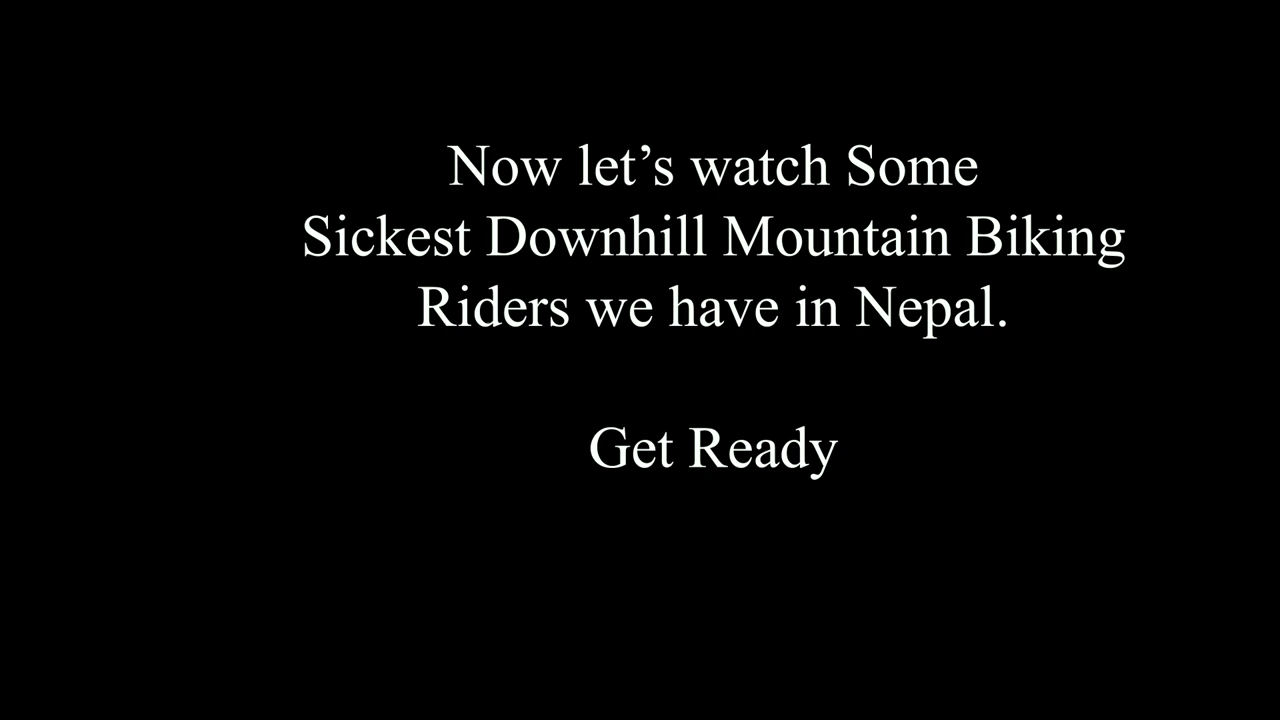 Now let’s watch Some
Sickest Downhill Mountain Biking
Riders we have in Nepal.
Get Ready